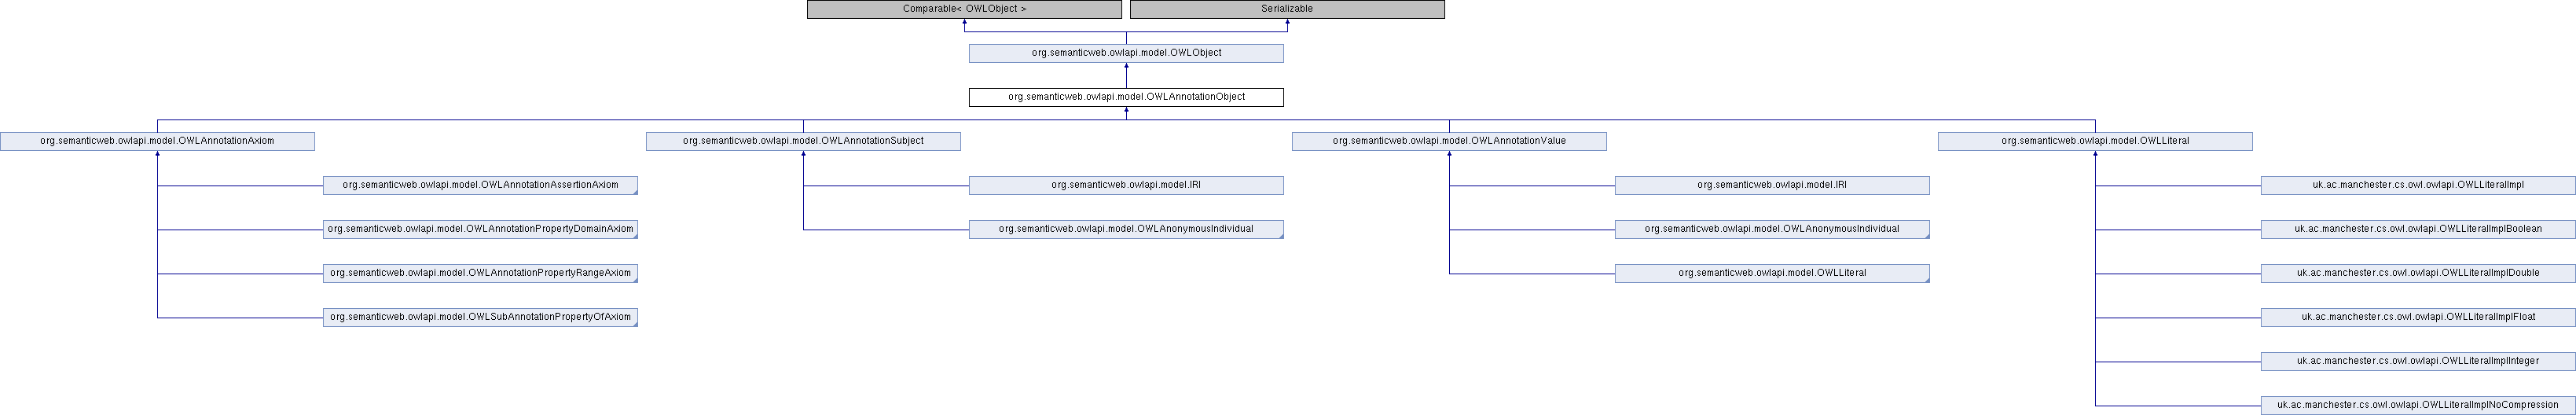 Comparable< OWLObject >
Serializable
org.semanticweb.owlapi.model.OWLObject
org.semanticweb.owlapi.model.OWLAnnotationObject
org.semanticweb.owlapi.model.OWLAnnotationAxiom
org.semanticweb.owlapi.model.OWLAnnotationSubject
org.semanticweb.owlapi.model.OWLAnnotationValue
org.semanticweb.owlapi.model.OWLLiteral
org.semanticweb.owlapi.model.OWLAnnotationAssertionAxiom
org.semanticweb.owlapi.model.IRI
org.semanticweb.owlapi.model.IRI
uk.ac.manchester.cs.owl.owlapi.OWLLiteralImpl
org.semanticweb.owlapi.model.OWLAnnotationPropertyDomainAxiom
org.semanticweb.owlapi.model.OWLAnonymousIndividual
org.semanticweb.owlapi.model.OWLAnonymousIndividual
uk.ac.manchester.cs.owl.owlapi.OWLLiteralImplBoolean
org.semanticweb.owlapi.model.OWLAnnotationPropertyRangeAxiom
org.semanticweb.owlapi.model.OWLLiteral
uk.ac.manchester.cs.owl.owlapi.OWLLiteralImplDouble
org.semanticweb.owlapi.model.OWLSubAnnotationPropertyOfAxiom
uk.ac.manchester.cs.owl.owlapi.OWLLiteralImplFloat
uk.ac.manchester.cs.owl.owlapi.OWLLiteralImplInteger
uk.ac.manchester.cs.owl.owlapi.OWLLiteralImplNoCompression